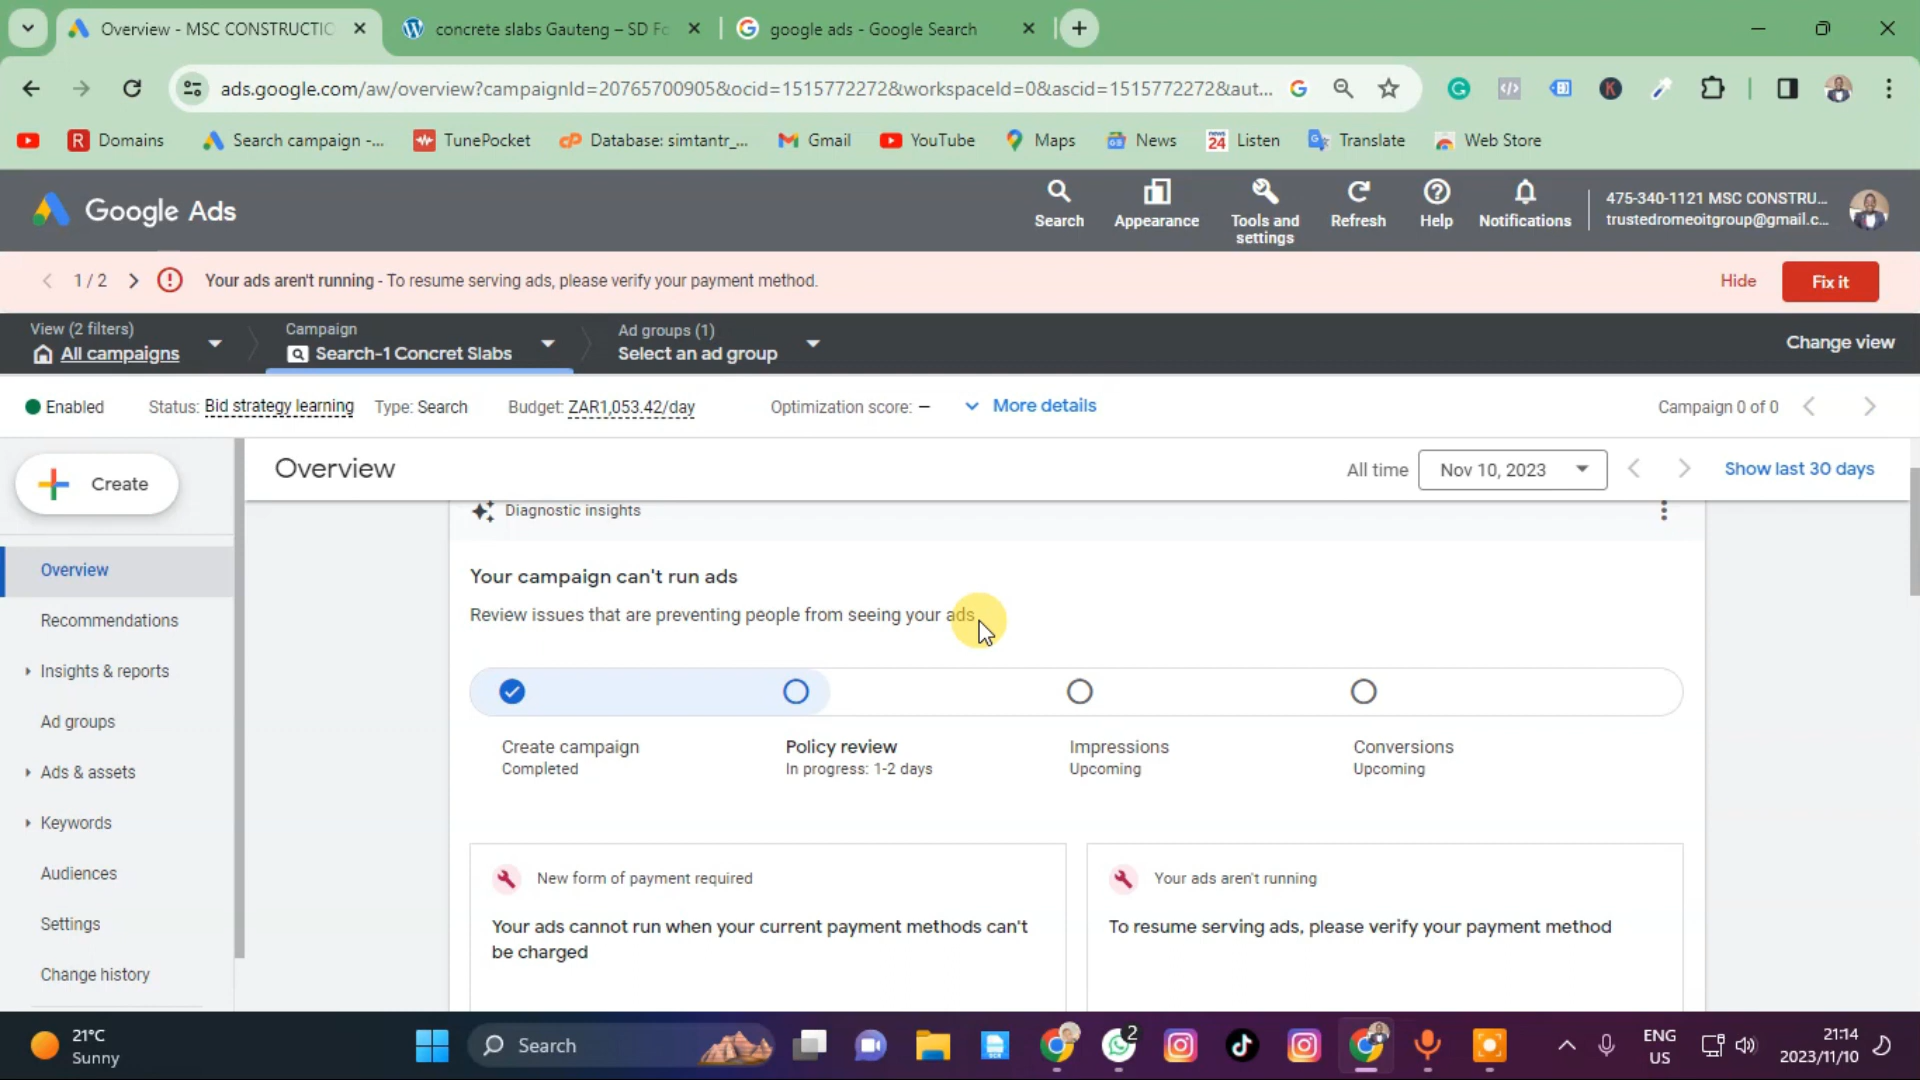 Overview - MSC CONSTRUCTIO
concrete slabs Gauteng – SD Fo
google ads - Google Search
ads.google.com/aw/overview?campaignId=20765700905&ocid=1515772272&workspaceId=0&ascid=1515772272&aut...
Domains
Search campaign -...
TunePocket
Database: simtantr_...
Gmail
YouTube
Maps
News
Listen
Translate
Web Store
Google Ads
Search
Appearance
Tools and
settings
Refresh
Help
Notifications
475-340-1121 MSC CONSTRU...
trustedromeoitgroup@gmail.c...
1 / 2
Your ads aren't running - To resume serving ads, please verify your payment method.
Hide
Fix it
View (2 filters)
All campaigns
Campaign
Search-1 Concret Slabs
Ad groups (1)
Select an ad group
Change view
Enabled
Status: Bid strategy learning
Type: Search
Budget: ZAR1,053.42/day
Optimization score: –
More details
Campaign 0 of 0
Create
Overview
All time
Nov 10, 2023
Show last 30 days
Overview
Recommendations
Insights & reports
Ad groups
Ads & assets
Keywords
Audiences
Settings
Change history
Diagnostic insights
Your campaign can't run ads
Review issues that are preventing people from seeing your ads
Create campaign
Completed
Policy review
In progress: 1-2 days
Impressions
Upcoming
Conversions
Upcoming
New form of payment required
Your ads cannot run when your current payment methods can't
be charged
Your ads aren't running
To resume serving ads, please verify your payment method
21°C
Sunny
Search
2
ENG
US
21:14
2023/11/10